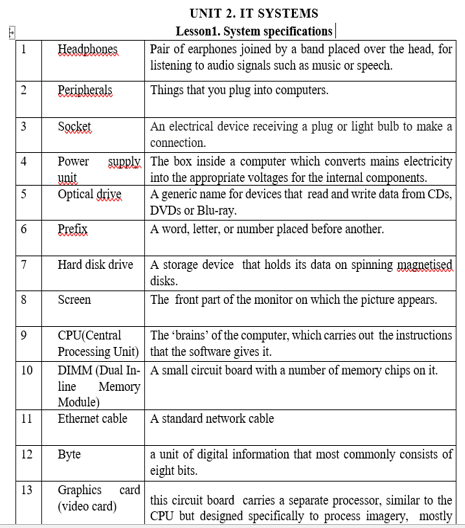 UNIT 2. IT SYSTEMS
Lesson1. System specifications
1 Headphones Pair of earphones joined by a band placed over the head, for
listening to audio signals such as music or speech.
2 Peripherals Things that you plug into computers.
3 Socket An electrical device receiving a plug or light bulb to make a
connection.
4 Power supply The box inside a computer which converts mains electricity
unit into the appropriate voltages for the internal components.
5 Optical drive A generic name for devices that read and write data from CDs,
DVDs or Blu-ray.
6 Prefix A word, letter, or number placed before another.
7 Hard disk drive A storage device that holds its data on spinning magnetised
disks.
8 Screen The front part of the monitor on which the picture appears.
9 CPU(Central The ‘brains’ of the computer, which carries out the instructions
Processing Unit) that the software gives it.
10 DIMM (Dual In- A small circuit board with a number of memory chips on it.
line Memory
Module)
11 Ethernet cable A standard network cable
12 Byte a unit of digital information that most commonly consists of
eight bits.
13 Graphics card
(video card) this circuit board carries a separate processor, similar to the
CPU but designed specifically to process imagery, mostly